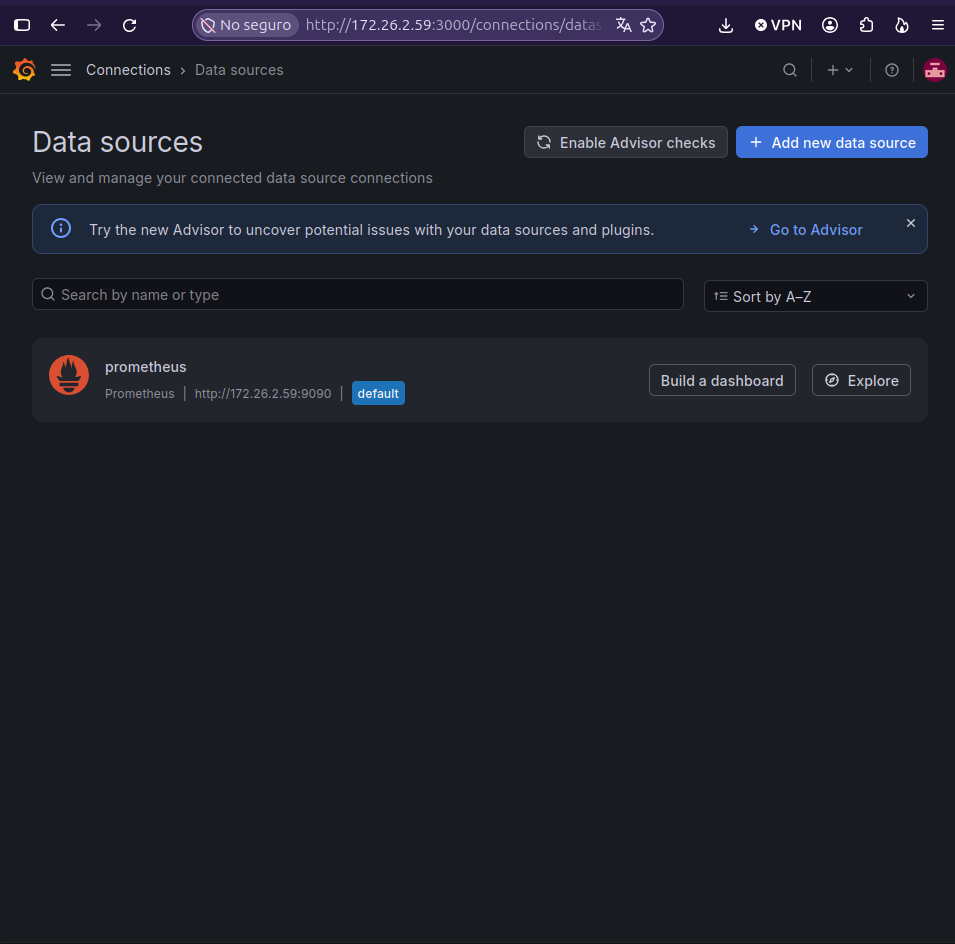 No seguro http://172.26.2.59:3000/connections/datas
VPN
Connections › Data sources
Data sources
Enable Advisor checks
Add new data source
View and manage your connected data source connections
Try the new Advisor to uncover potential issues with your data sources and plugins.
Go to Advisor
Search by name or type
Sort by A–Z
prometheus
Prometheus | http://172.26.2.59:9090 | default
Build a dashboard
Explore